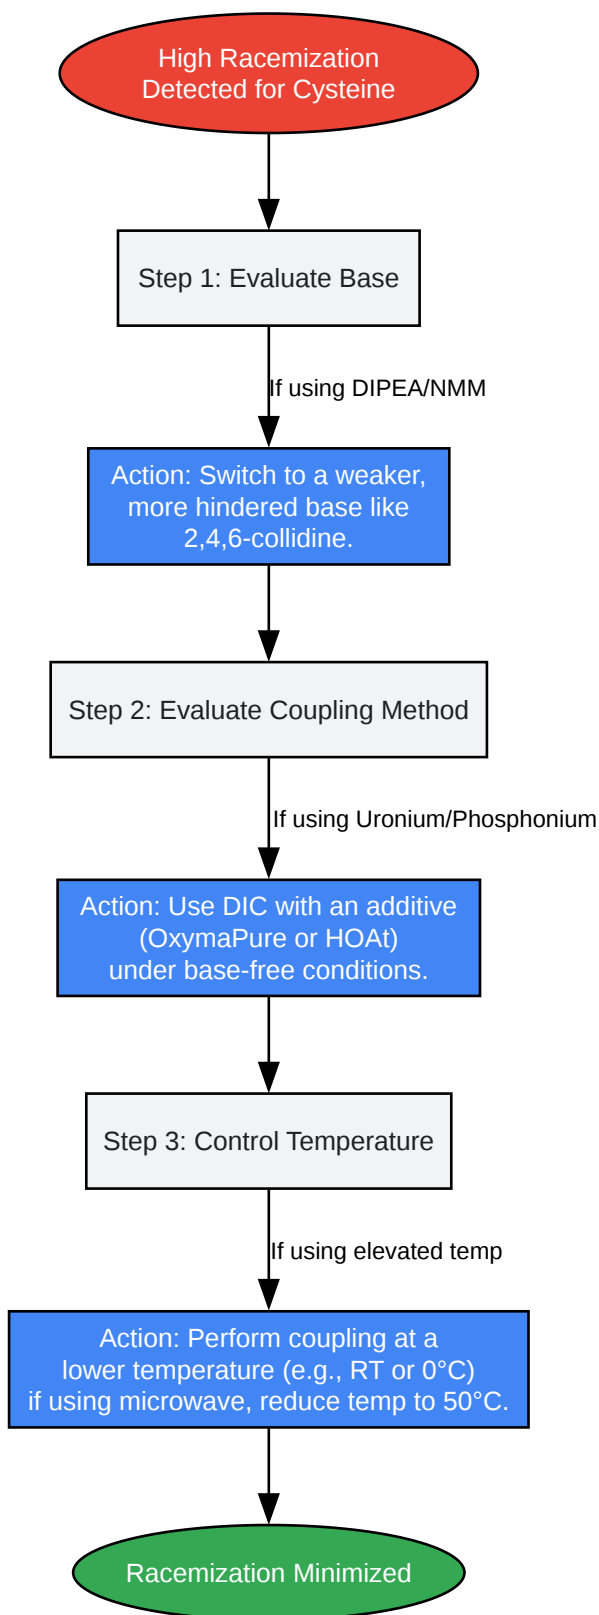 High Racemization
Detected for Cysteine
Step 1: Evaluate Base
If using DIPEA/NMM
Action: Switch to a weaker,
more hindered base like
2,4,6-collidine.
Step 2: Evaluate Coupling Method
If using Uronium/Phosphonium
Action: Use DIC with an additive
(OxymaPure or HOAt)
under base-free conditions.
Step 3: Control Temperature
If using elevated temp
Action: Perform coupling at a
lower temperature (e.g., RT or 0°C)
if using microwave, reduce temp to 50°C.
Racemization Minimized